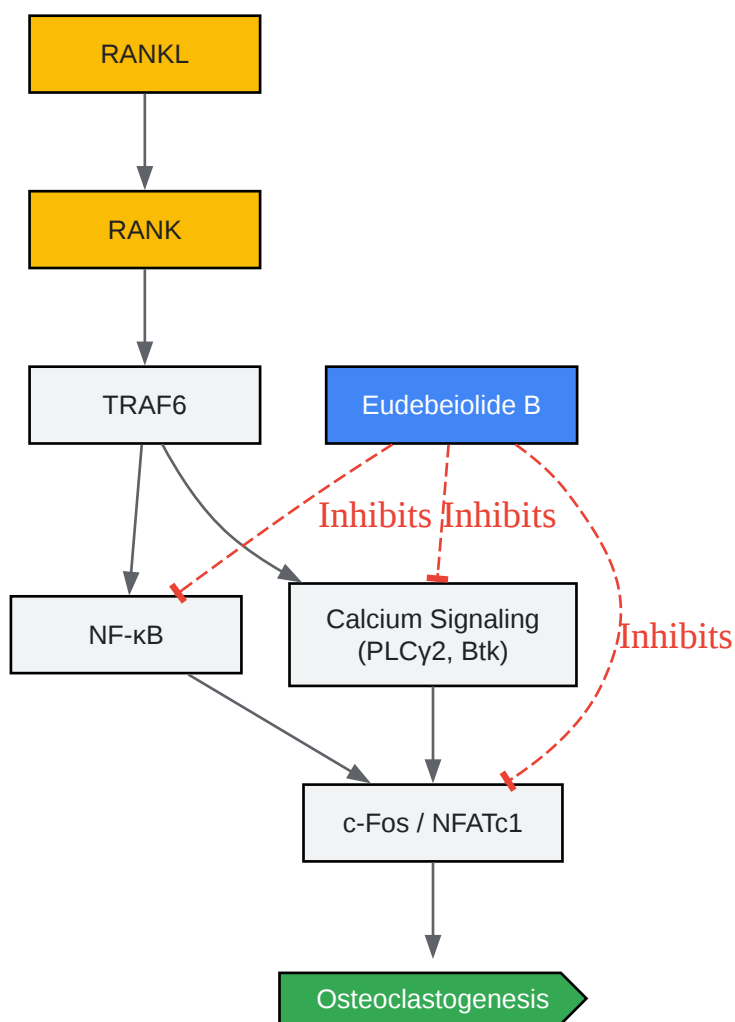 RANKL
RANK
TRAF6
Eudebeiolide B
Inhibits
Inhibits
NF-κB
Calcium Signaling
(PLCγ2, Btk)
Inhibits
c-Fos / NFATc1
Osteoclastogenesis